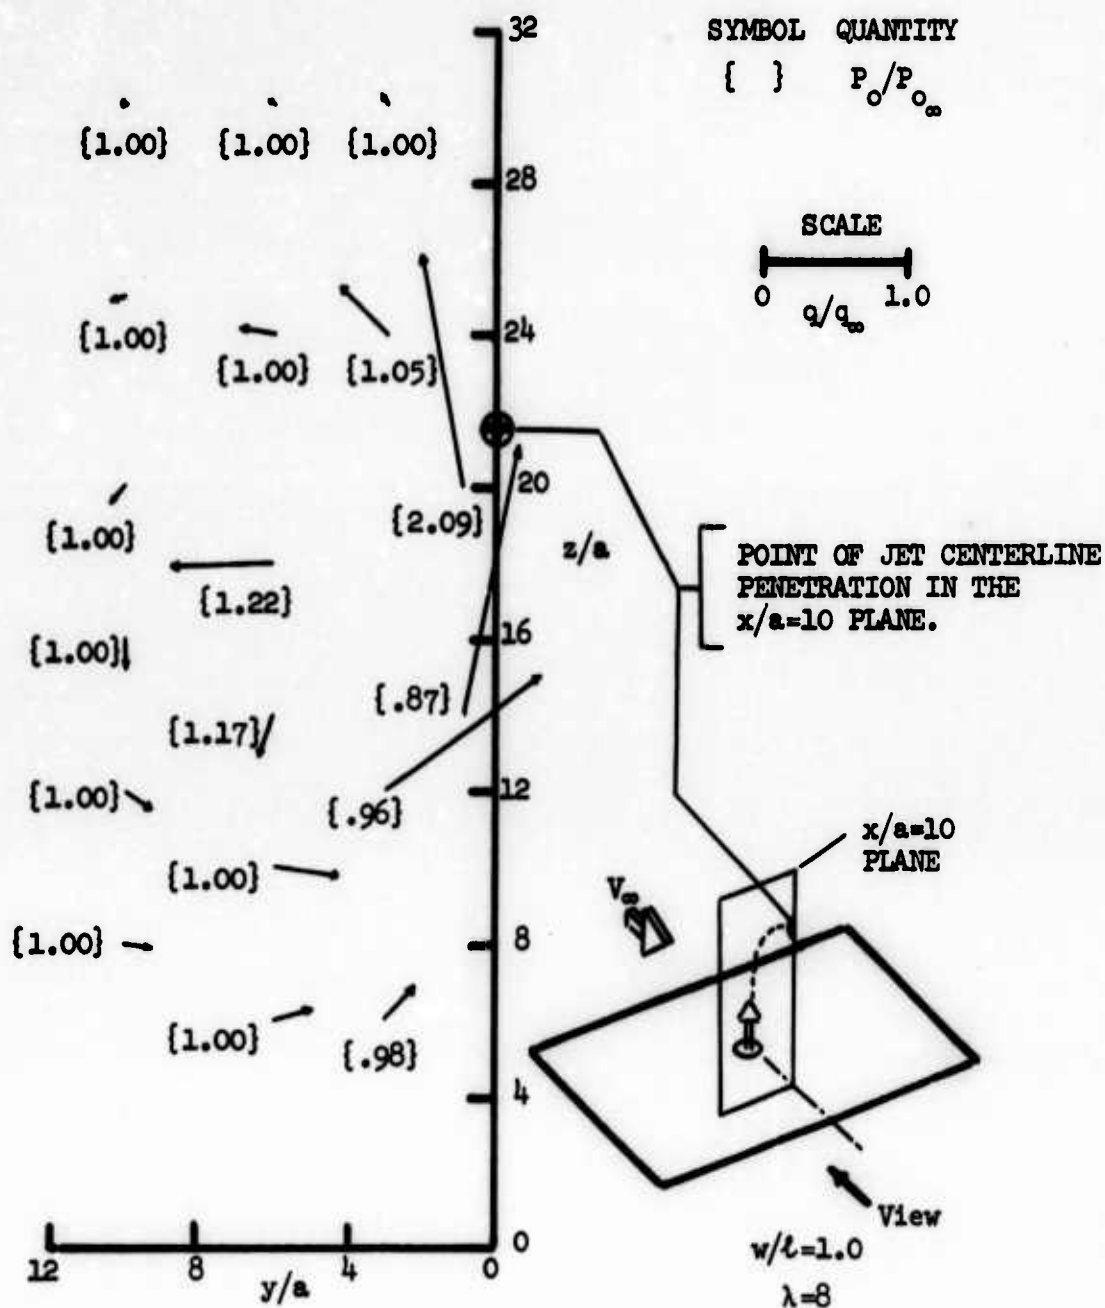 32
SYMBOL QUANTITY
{ } P_o/P_o∞
{1.00} {1.00} {1.00}
28
SCALE
0 1.0
q/q∞
{1.00}
24
{1.00} {1.05}
20
{1.00}
{2.09}
z/a
POINT OF JET CENTERLINE
PENETRATION IN THE
x/a=10 PLANE.
{1.22}
{1.00}
16
{.87}
{1.17}
{1.00}
12
{.96}
x/a=10
PLANE
{1.00}
V∞
{1.00}
8
{1.00}
{.98}
4
View
0
12 8 4 0
y/a
w/ℓ=1.0
λ=8